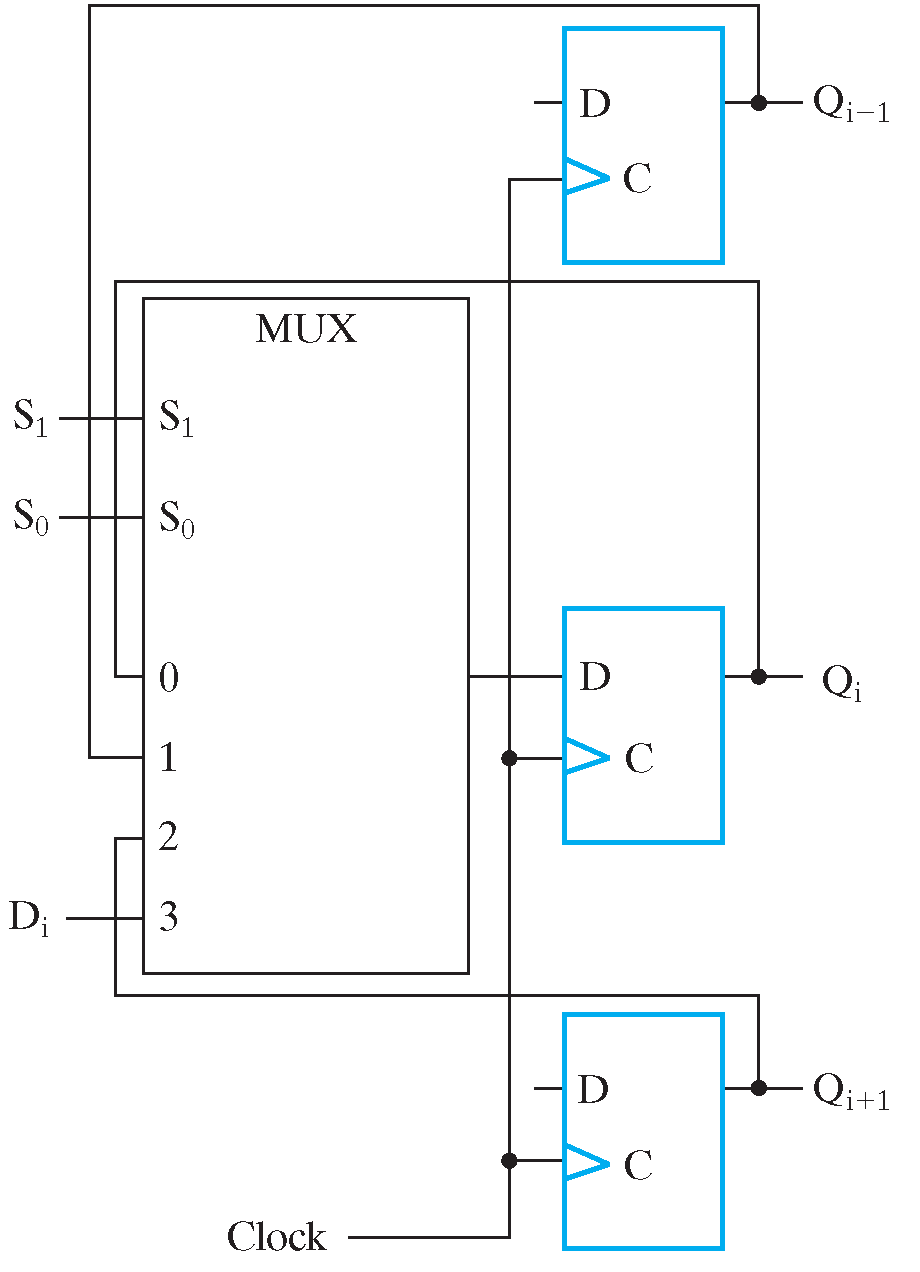 D Q_{i−1}
C
MUX
S_1 S_1
S_0 S_0
0 D Q_i
1 C
2
D_i 3
D Q_{i+1}
C
Clock